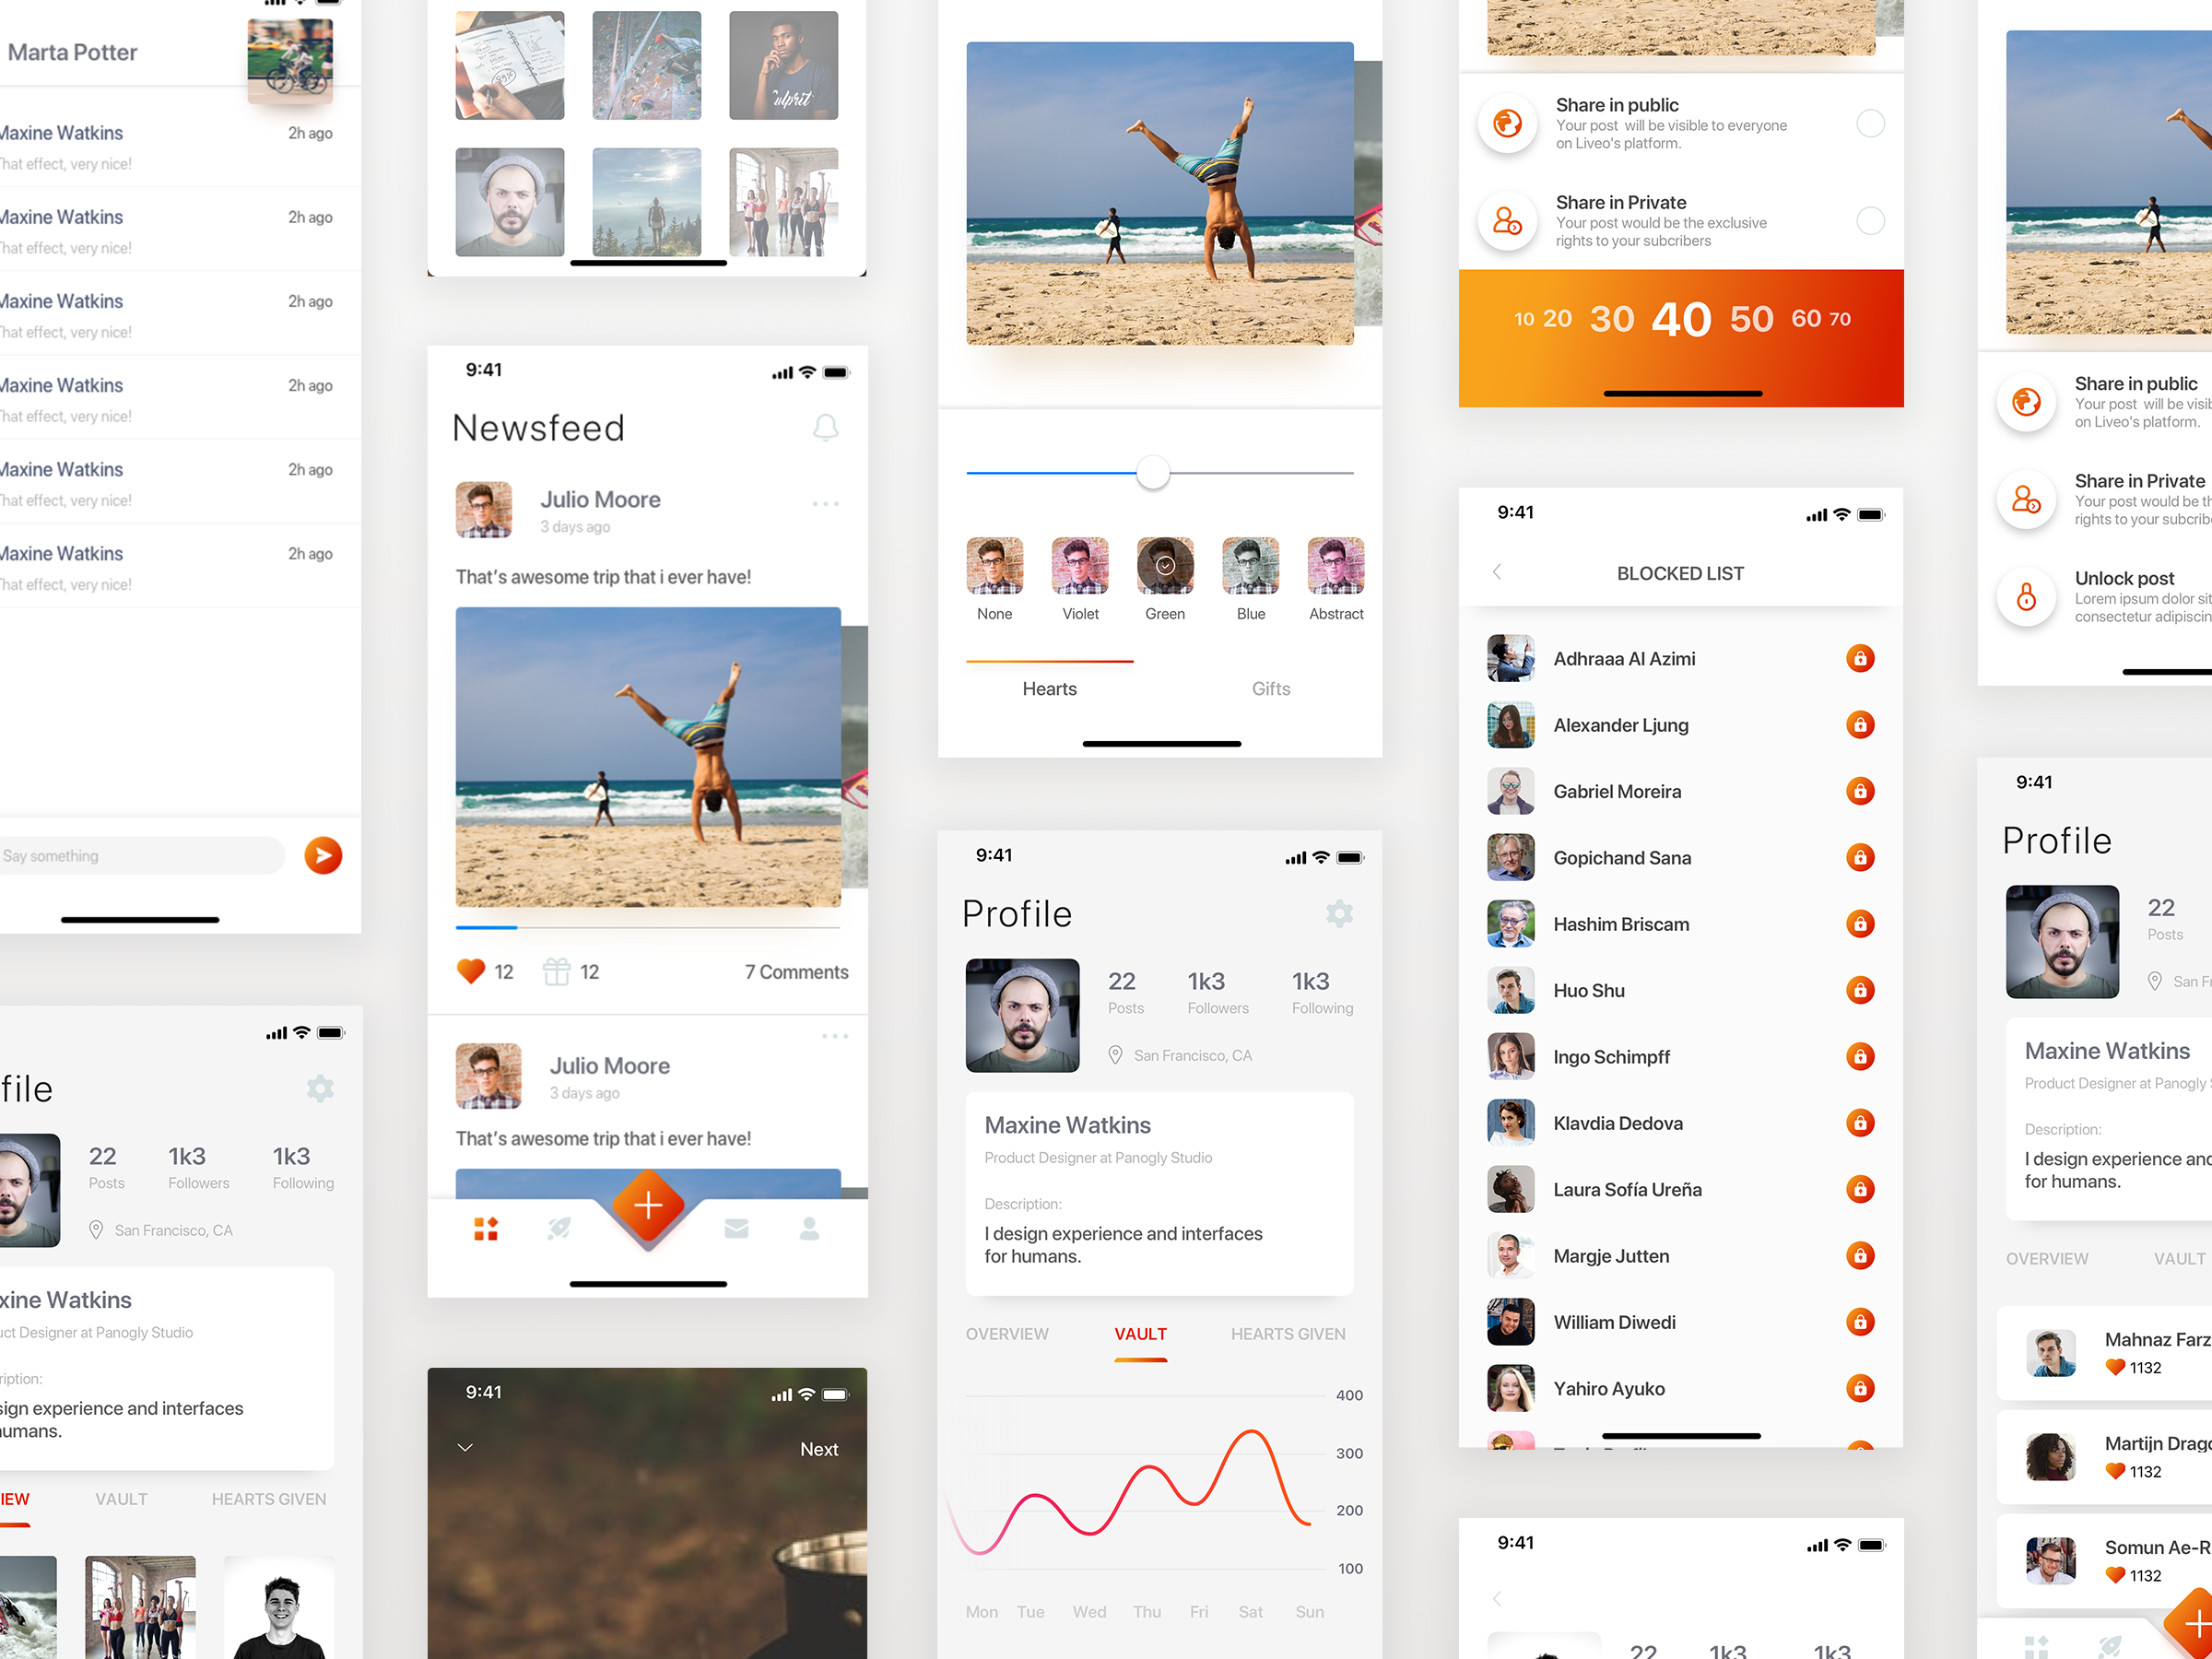 Marta Potter
Maxine Watkins
2h ago
That effect, very nice!
Maxine Watkins
2h ago
That effect, very nice!
Maxine Watkins
2h ago
That effect, very nice!
Maxine Watkins
2h ago
That effect, very nice!
Maxine Watkins
2h ago
That effect, very nice!
Maxine Watkins
2h ago
That effect, very nice!
Say something
file
22
1k3
1k3
Posts
Followers
Following
San Francisco, CA
xine Watkins
uct Designer at Panogly Studio
ription:
sign experience and interfaces
umans.
IEW
VAULT
HEARTS GIVEN
9:41
Newsfeed
Julio Moore
3 days ago
That's awesome trip that i ever have!
12
12
7 Comments
Julio Moore
3 days ago
That's awesome trip that i ever have!
9:41
Next
None
Violet
Green
Blue
Abstract
Hearts
Gifts
9:41
Profile
22
1k3
1k3
Posts
Followers
Following
San Francisco, CA
Maxine Watkins
Product Designer at Panogly Studio
Description:
I design experience and interfaces
for humans.
OVERVIEW
VAULT
HEARTS GIVEN
400
300
200
100
Mon
Tue
Wed
Thu
Fri
Sat
Sun
Share in public
Your post will be visible to everyone
on Liveo's platform.
Share in Private
Your post would be the exclusive
rights to your subcribers
10 20 30 40 50 60 70
9:41
BLOCKED LIST
Adhraaa Al Azimi
Alexander Ljung
Gabriel Moreira
Gopichand Sana
Hashim Briscam
Huo Shu
Ingo Schimpff
Klavdia Dedova
Laura Sofía Ureña
Margje Jutten
William Diwedi
Yahiro Ayuko
9:41
22
1k3
1k3
Share in public
Your post will be visib
on Liveo's platform.
Share in Private
Your post would be th
rights to your subcribe
Unlock post
Lorem ipsum dolor sit
consectetur adipiscin
9:41
Profile
22
Posts
San Fr
Maxine Watkins
Product Designer at Panogly
Description:
I design experience and
for humans.
OVERVIEW
VAULT
Mahnaz Farz
1132
Martijn Drago
1132
Somun Ae-R
1132